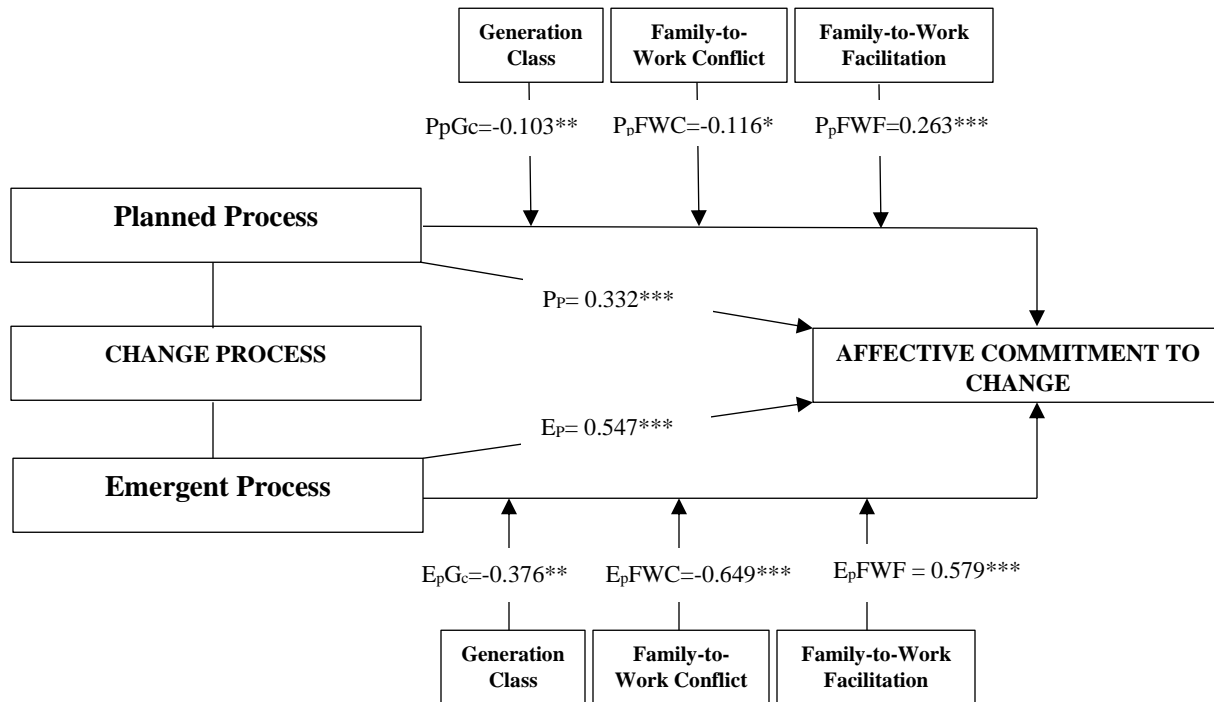 Generation
Class
Family-to-
Work Conflict
Family-to-Work
Facilitation
PpGc=-0.103**
PpFWC=-0.116*
PpFWF=0.263***
Planned Process
PP= 0.332***
CHANGE PROCESS
AFFECTIVE COMMITMENT TO
CHANGE
EP= 0.547***
Emergent Process
EpGc=-0.376**
EpFWC=-0.649***
EpFWF = 0.579***
Generation
Class
Family-to-
Work Conflict
Family-to-Work
Facilitation